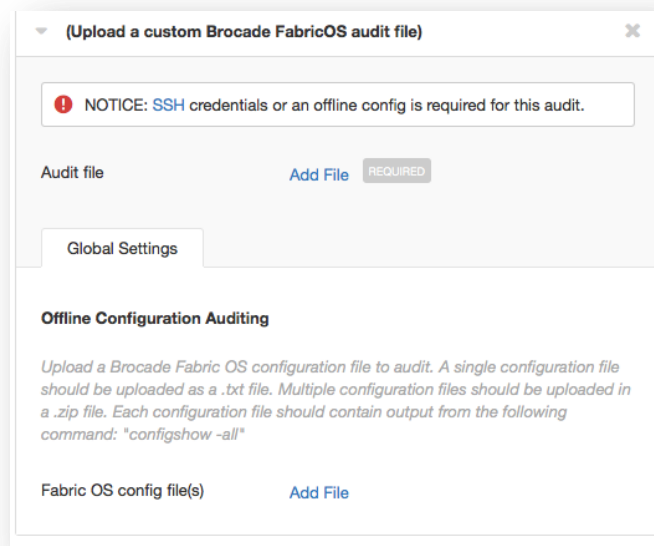 (Upload a custom Brocade FabricOS audit file)
NOTICE: SSH credentials or an offline config is required for this audit.
Audit file Add File REQUIRED
Global Settings
Offline Configuration Auditing
Upload a Brocade Fabric OS configuration file to audit. A single configuration file
should be uploaded as a .txt file. Multiple configuration files should be uploaded in
a .zip file. Each configuration file should contain output from the following
command: "configshow -all"
Fabric OS config file(s) Add File